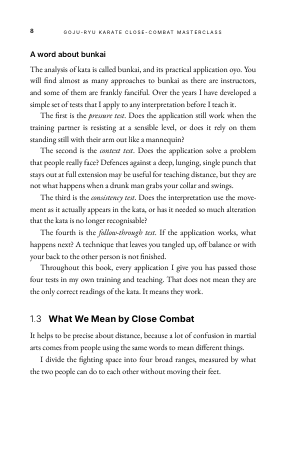 8
GOJU-RYU KARATE CLOSE-COMBAT MASTERCLASS
A word about bunkai
The analysis of kata is called bunkai, and its practical application oyo. You
will find almost as many approaches to bunkai as there are instructors,
and some of them are frankly fanciful. Over the years I have developed a
simple set of tests that I apply to any interpretation before I teach it.
The first is the pressure test. Does the application still work when the
training partner is resisting at a sensible level, or does it rely on them
standing still with their arm out like a mannequin?
The second is the context test. Does the application solve a problem
that people really face? Defences against a deep, lunging, single punch that
stays out at full extension may be useful for teaching distance, but they are
not what happens when a drunk man grabs your collar and swings.
The third is the consistency test. Does the interpretation use the move-
ment as it actually appears in the kata, or has it needed so much alteration
that the kata is no longer recognisable?
The fourth is the follow-through test. If the application works, what
happens next? A technique that leaves you tangled up, off balance or with
your back to the other person is not finished.
Throughout this book, every application I give you has passed those
four tests in my own training and teaching. That does not mean they are
the only correct readings of the kata. It means they work.
1.3 What We Mean by Close Combat
It helps to be precise about distance, because a lot of confusion in martial
arts comes from people using the same words to mean different things.
I divide the fighting space into four broad ranges, measured by what
the two people can do to each other without moving their feet.